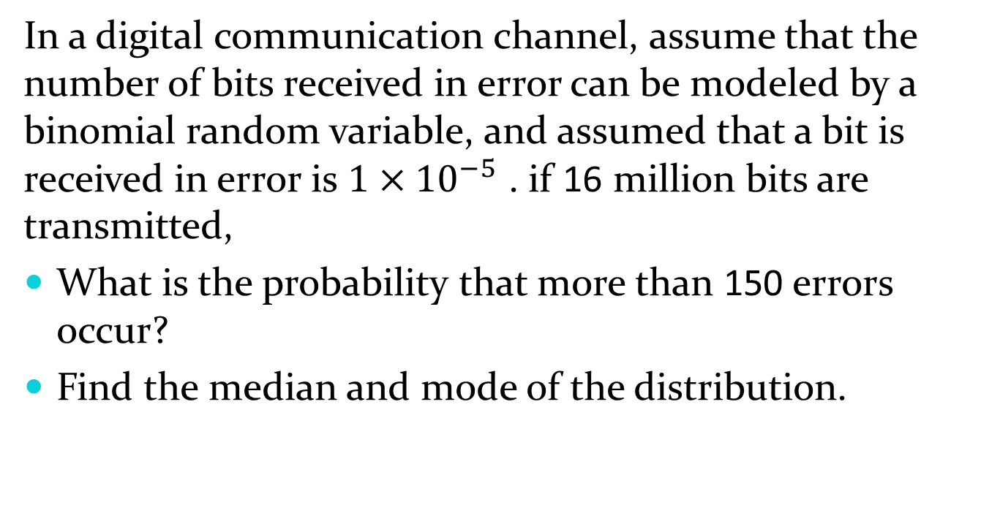 In a digital communication channel, assume that the
number of bits received in error can be modeled by a
binomial random variable, and assumed that a bit is
received in error is 1 × 10⁻⁵ . if 16 million bits are
transmitted,
• What is the probability that more than 150 errors
occur?
• Find the median and mode of the distribution.